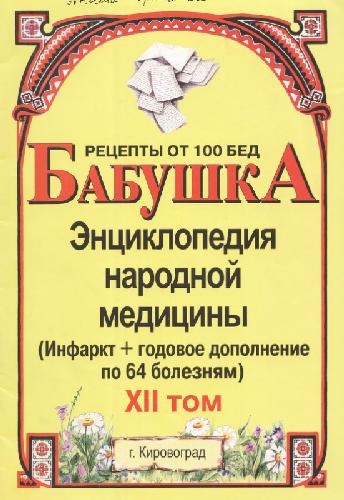 РЕЦЕПТЫ ОТ 100 БЕД
БАБУШКА
Энциклопедия
народной
медицины
(Инфаркт + годовое дополнение
по 64 болезням)
XII том
г. Кировоград